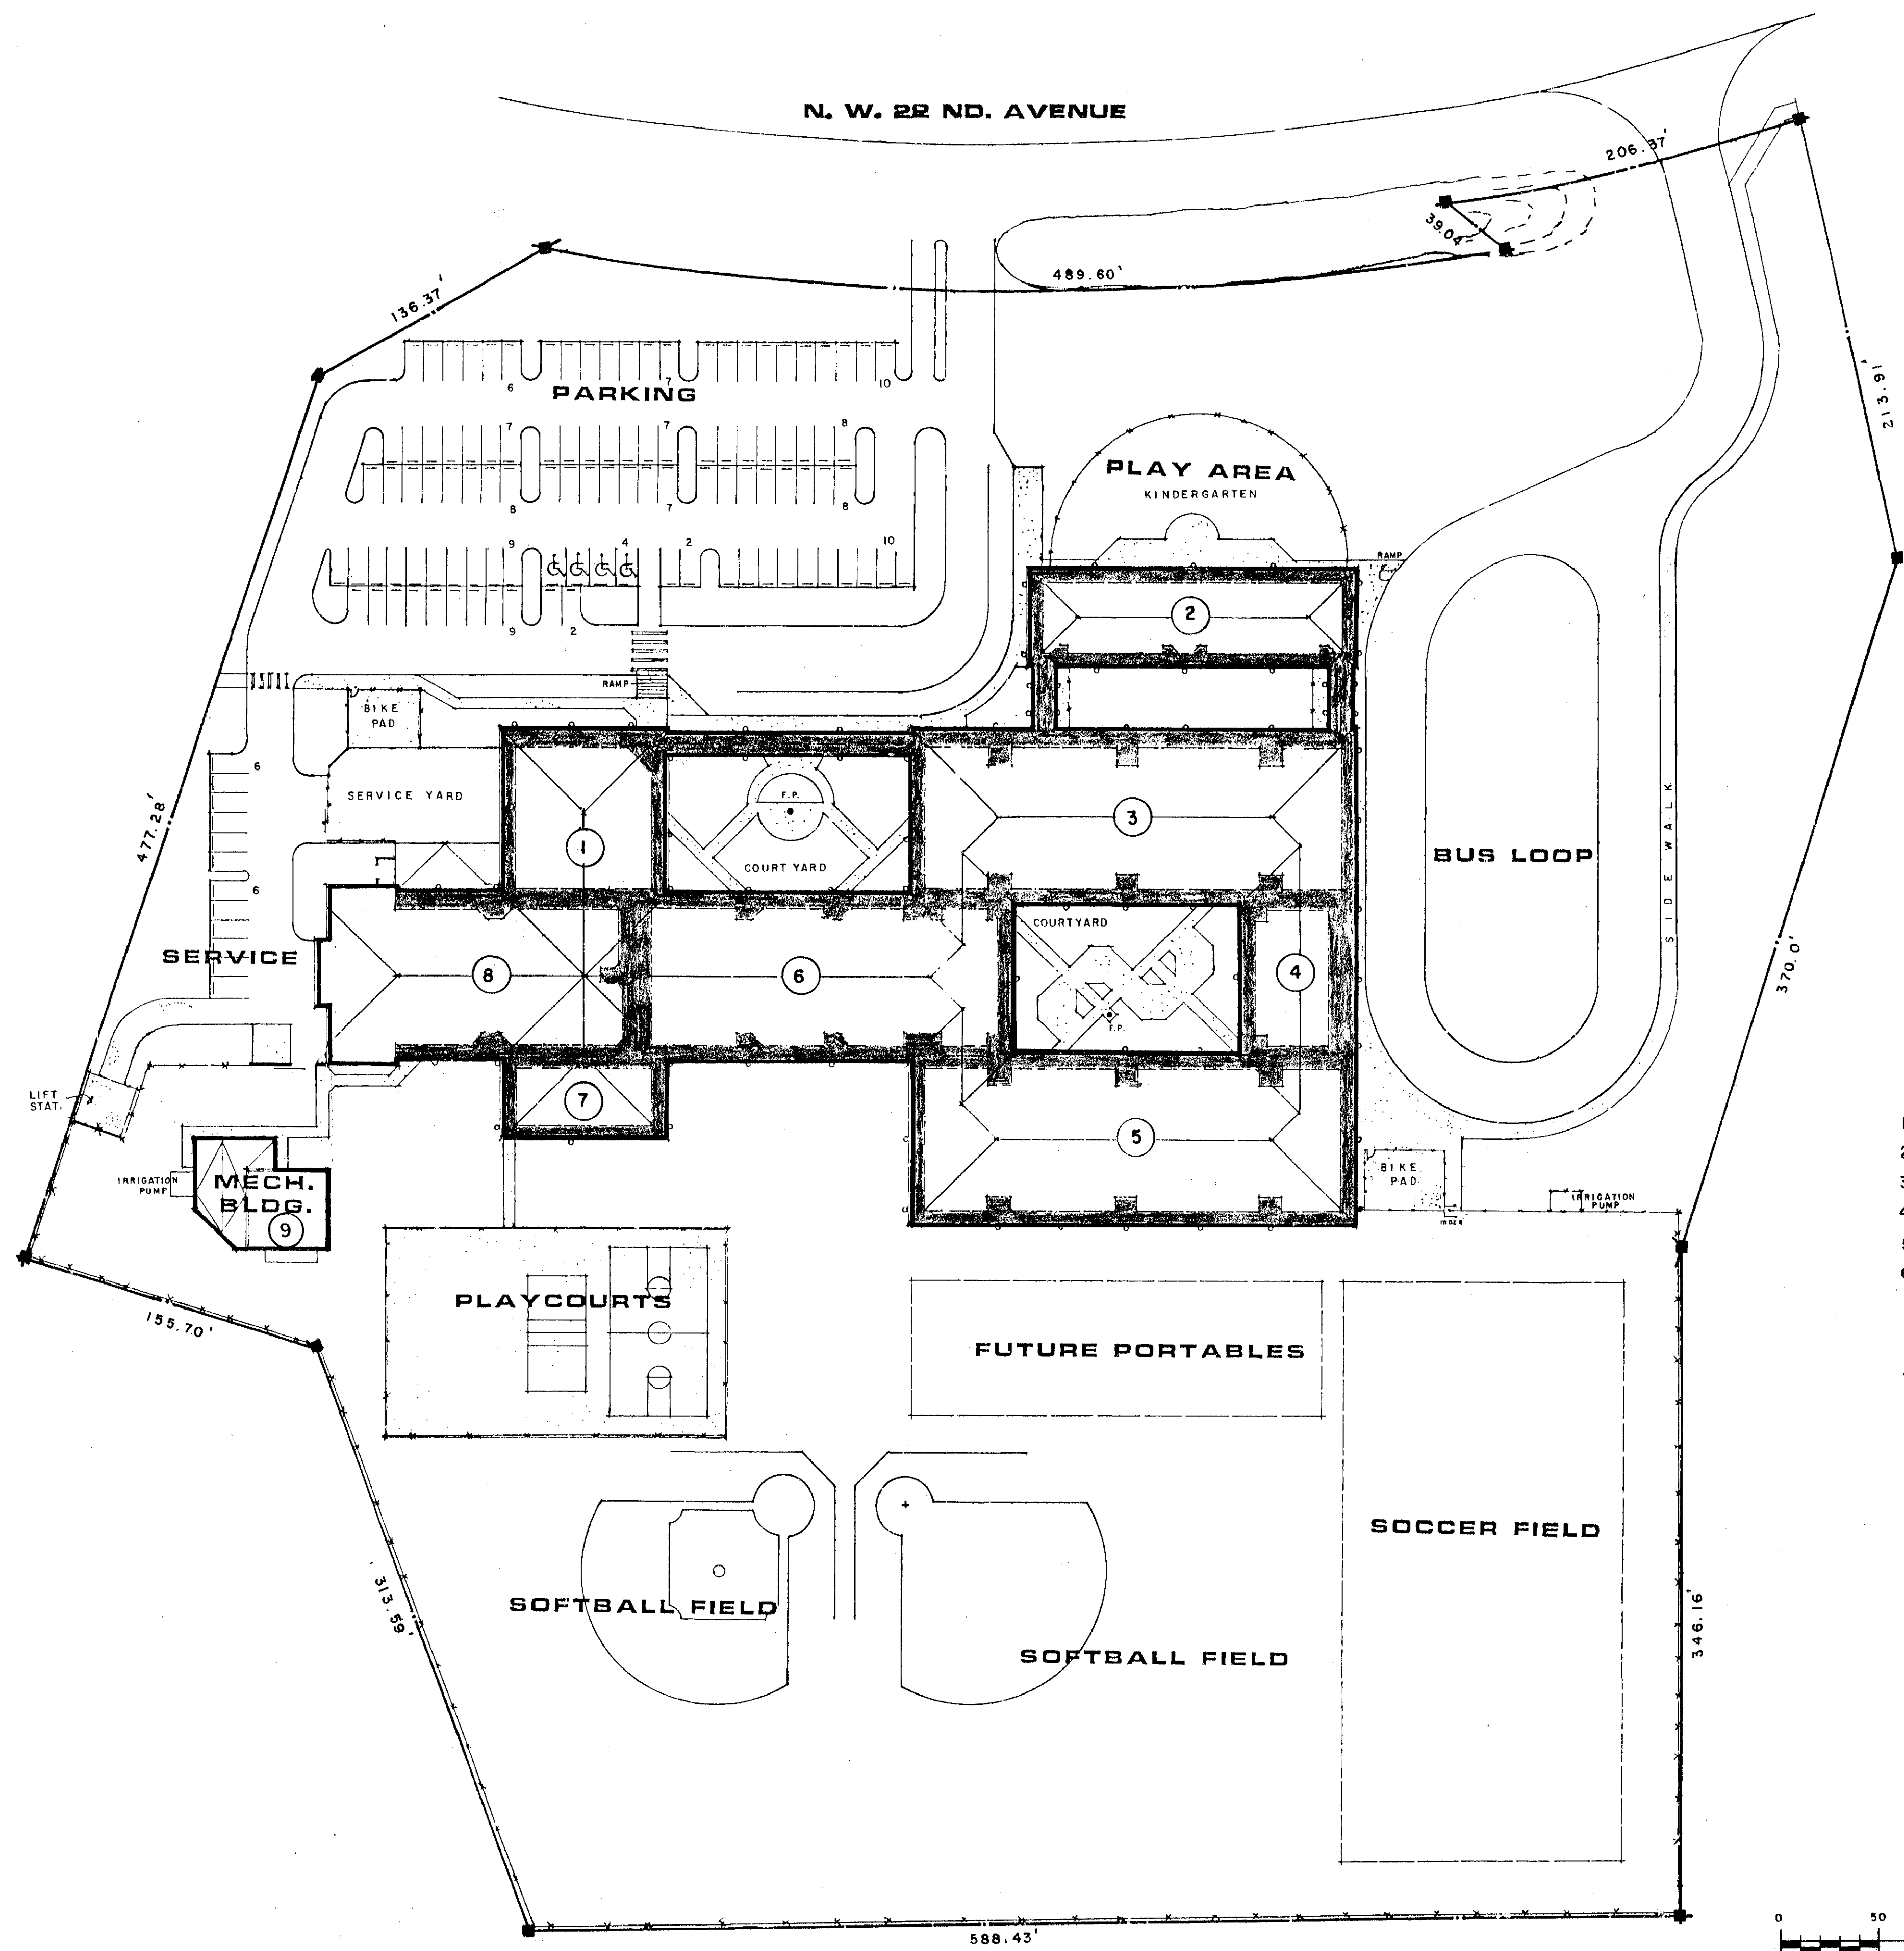 N. W. 22 ND. AVENUE
206.37'
39.04'
489.60'
136.37'
213.91'
6
7
10
PARKING
7
7
8
PLAY AREA
KINDERGARTEN
8
7
8
9
4
2
10
RAMP
2
9
2
RAMP
BIKE
PAD
6
SERVICE YARD
F.P.
COURT YARD
1
3
477.28'
BUS LOOP
SIDE WALK
6
COURTYARD
SERVICE
8
6
4
370.0'
F.P.
LIFT
STAT.
7
5
BIKE
PAD
IRRIGATION
PUMP
MECH.
BLDG.
9
maze
IRRIGATION
PUMP
155.70'
PLAYCOURTS
FUTURE PORTABLES
SOCCER FIELD
313.59'
SOFTBALL FIELD
SOFTBALL FIELD
346.16'
588.43'
0 50